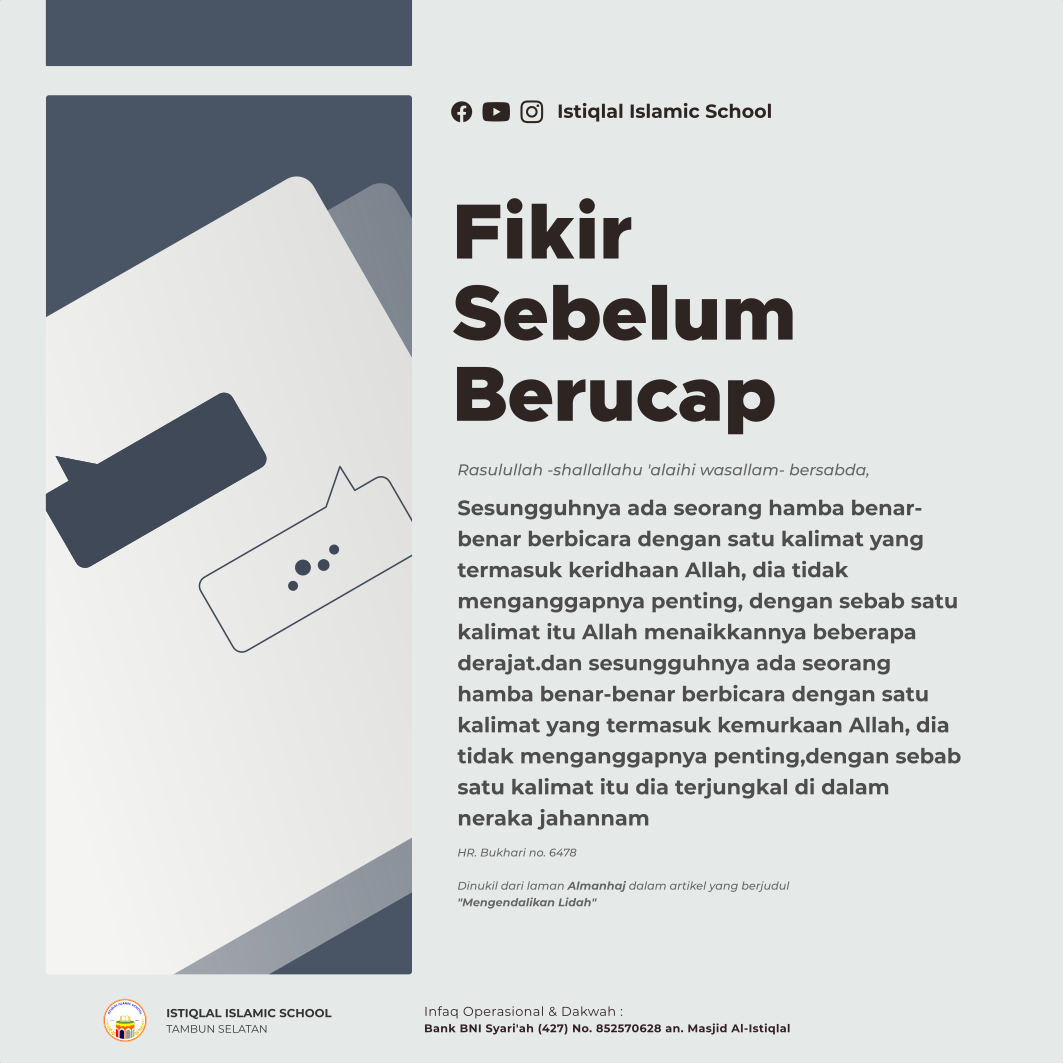 Istiqlal Islamic School
Fikir
Sebelum
Berucap
Rasulullah -shallallahu 'alaihi wasallam- bersabda,
Sesungguhnya ada seorang hamba benar-
benar berbicara dengan satu kalimat yang
termasuk keridhaan Allah, dia tidak
menganggapnya penting, dengan sebab satu
kalimat itu Allah menaikkannya beberapa
derajat.dan sesungguhnya ada seorang
hamba benar-benar berbicara dengan satu
kalimat yang termasuk kemurkaan Allah, dia
tidak menganggapnya penting,dengan sebab
satu kalimat itu dia terjungkal di dalam
neraka jahannam
HR. Bukhari no. 6478
Dinukil dari laman Almanhaj dalam artikel yang berjudul
"Mengendalikan Lidah"
ISTIQLAL ISLAMIC SCHOOL
TAMBUN SELATAN
Infaq Operasional & Dakwah :
Bank BNI Syari'ah (427) No. 852570628 an. Masjid Al-Istiqlal